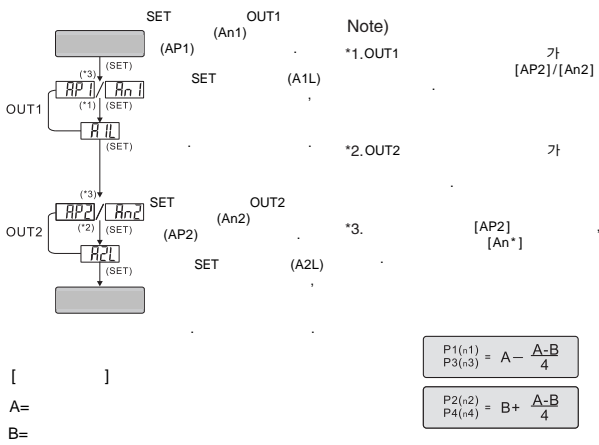 SET OUT1
(An1)
(AP1) .
SET (A1L)
,
. .
(SET)
(*3)
AP1 / An1
(*1) (SET)
OUT1
A1L
(SET)
(*3)
AP2 / An2
(*2) (SET)
OUT2
A2L
(SET)
SET OUT2
(An2)
(AP2) .
SET (A2L)
,
. .
Note)
*1.OUT1 가
[AP2]/[An2]
.
*2.OUT2 가
.
*3. [AP2] ,
[An*]
.
[ ]
A=
B=
P1(n1)
P3(n3) = A− A-B
4
P2(n2)
P4(n4) = B+ A-B
4